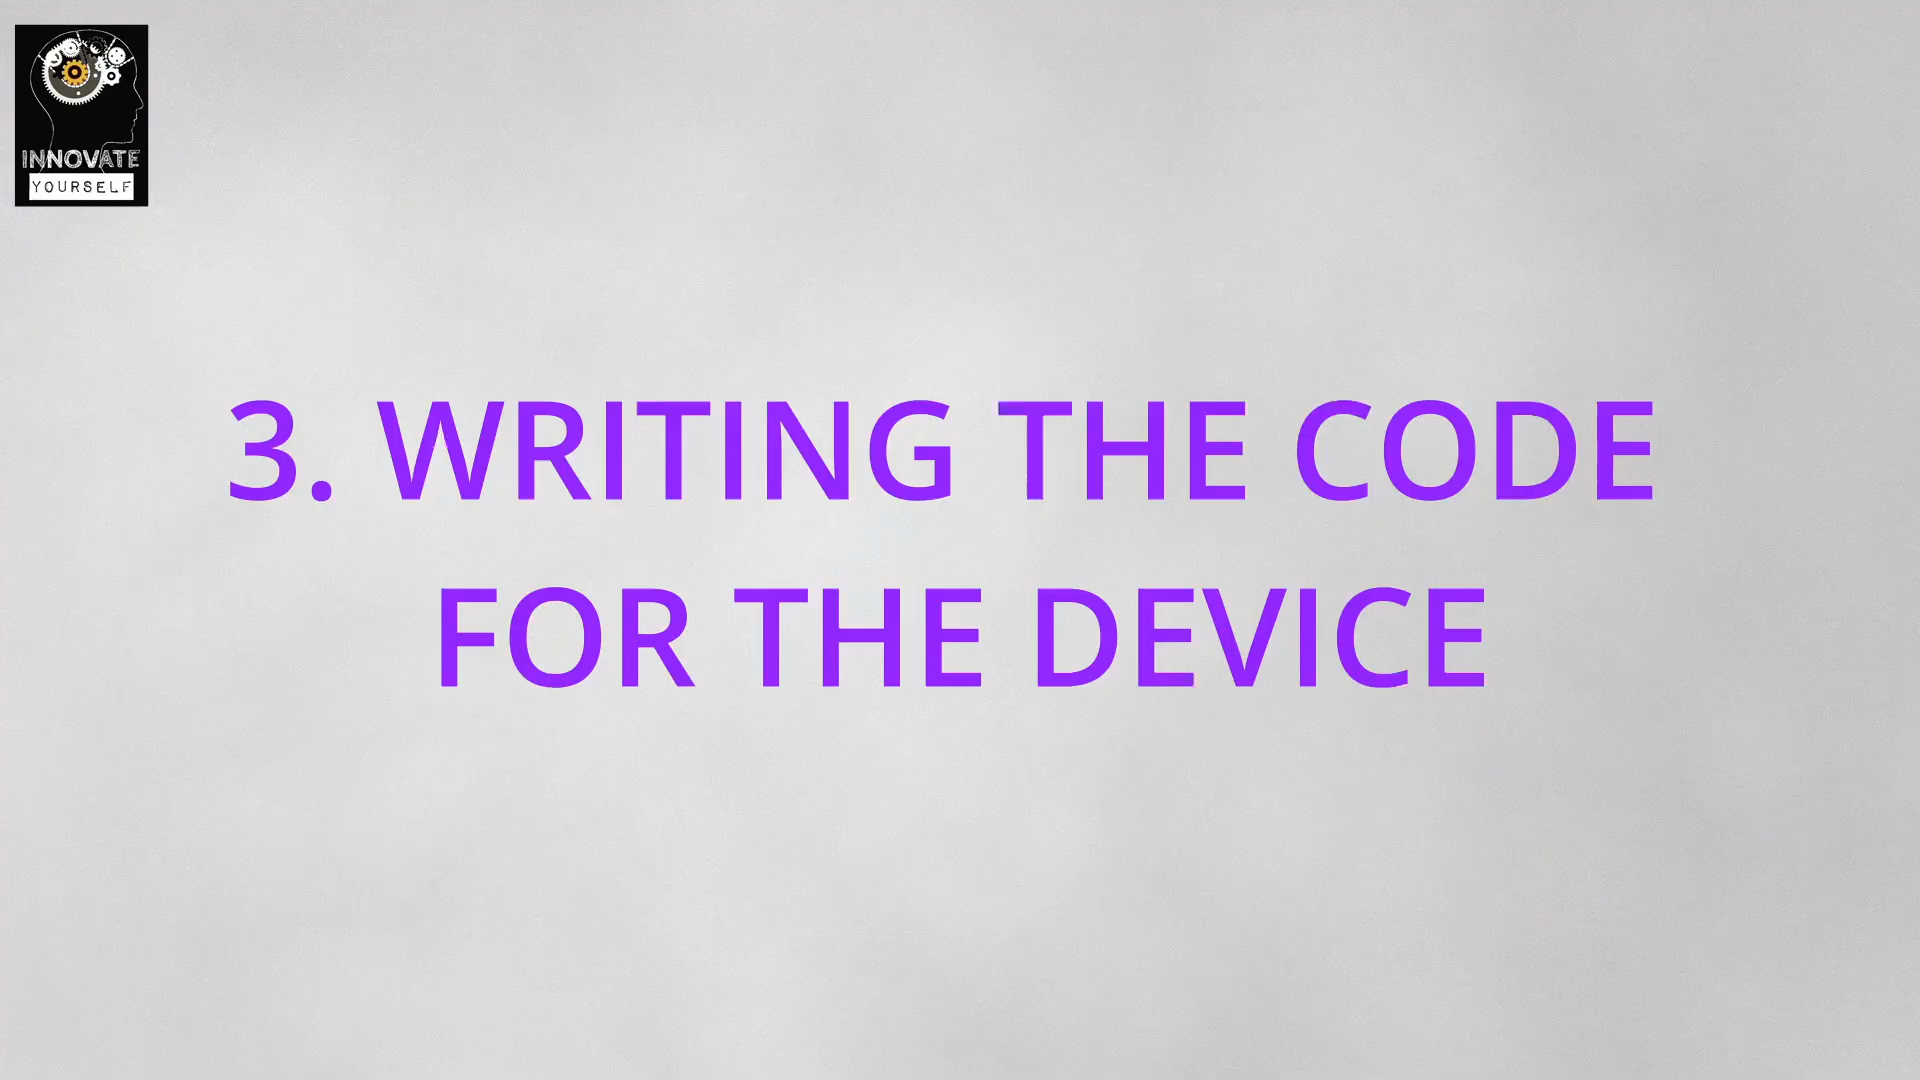 INNOVATE
YOURSELF
3. WRITING THE CODE
FOR THE DEVICE